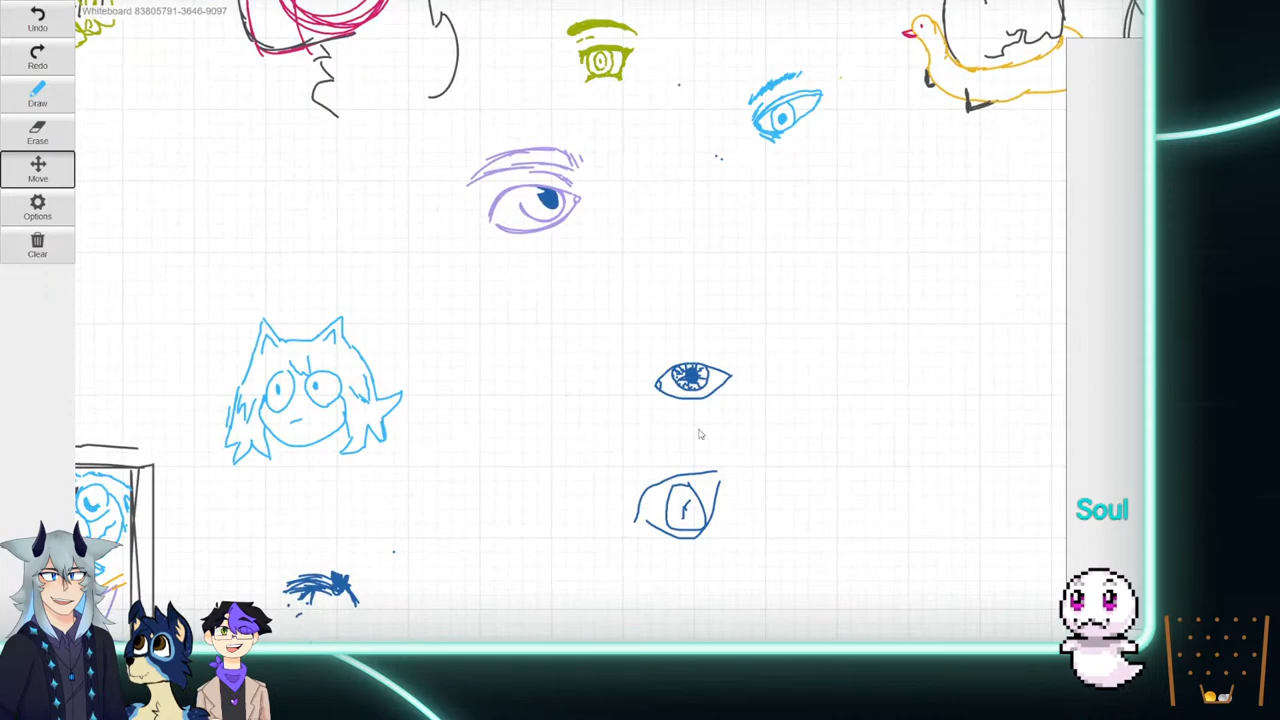 Whiteboard 83805791-3646-9097
Undo
Redo
Draw
Erase
Move
Options
Clear
Soul